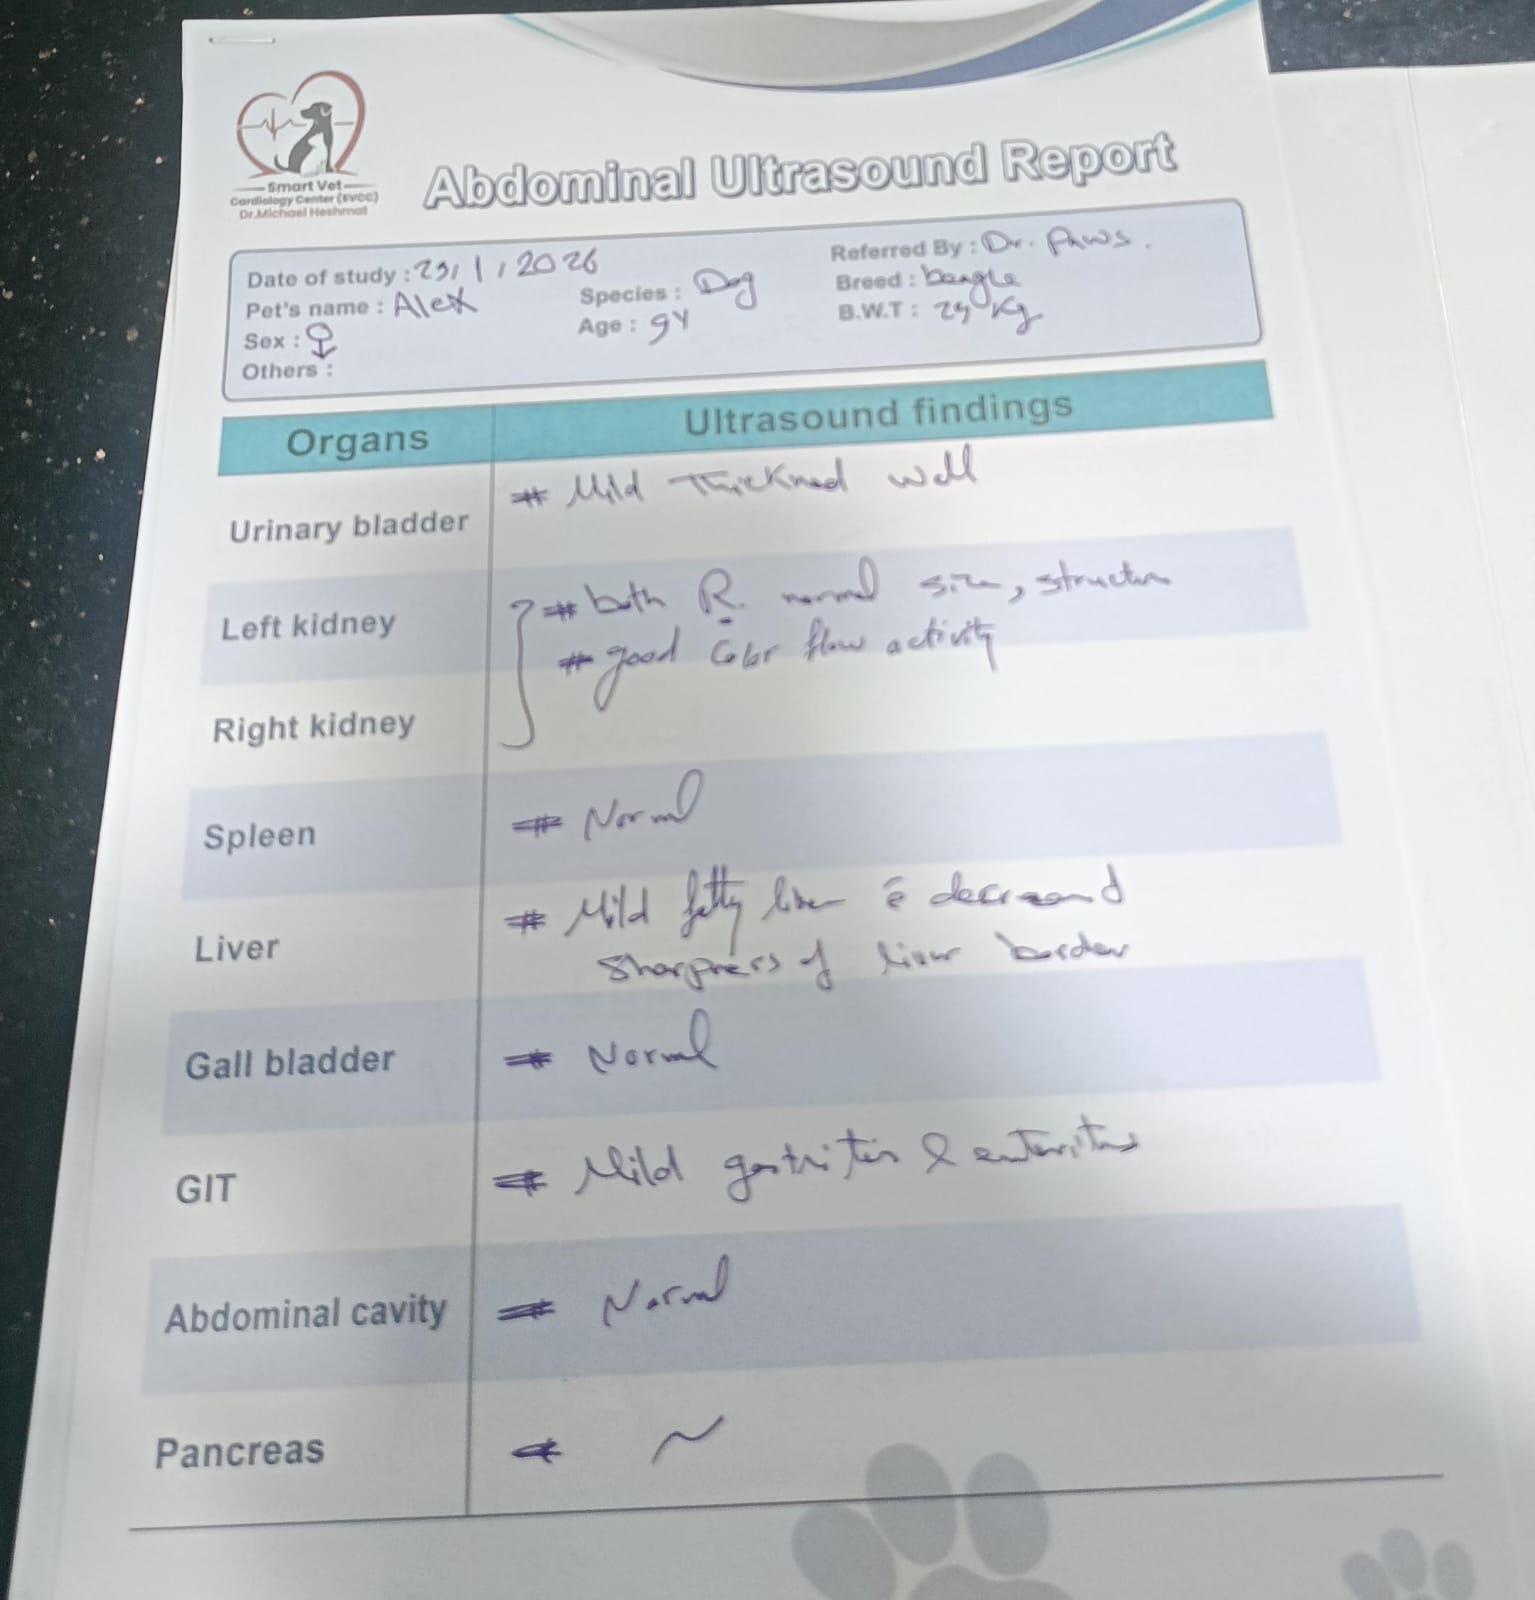 Smart Vet
Cardiology Center (SVCC)
Dr.Michael Heshmat
Abdominal Ultrasound Report
Date of study : 23/1/2026
Referred By : Dr. Paws.
Pet's name : Alex
Species : Dog
Breed : beagle
Sex : ♀
Age : 9Y
B.W.T : Kg
Others :
Organs
Ultrasound findings
Urinary bladder
# Mild Thickned wall
Left kidney
# both R. normal size, structure
# good Color flow activity
Right kidney
Spleen
# Normal
Liver
# Mild fatty liver c̄ decreased
sharpness of liver border
Gall bladder
# Normal
GIT
# Mild gastritis & enteritis
Abdominal cavity
# Normal
Pancreas
# ~